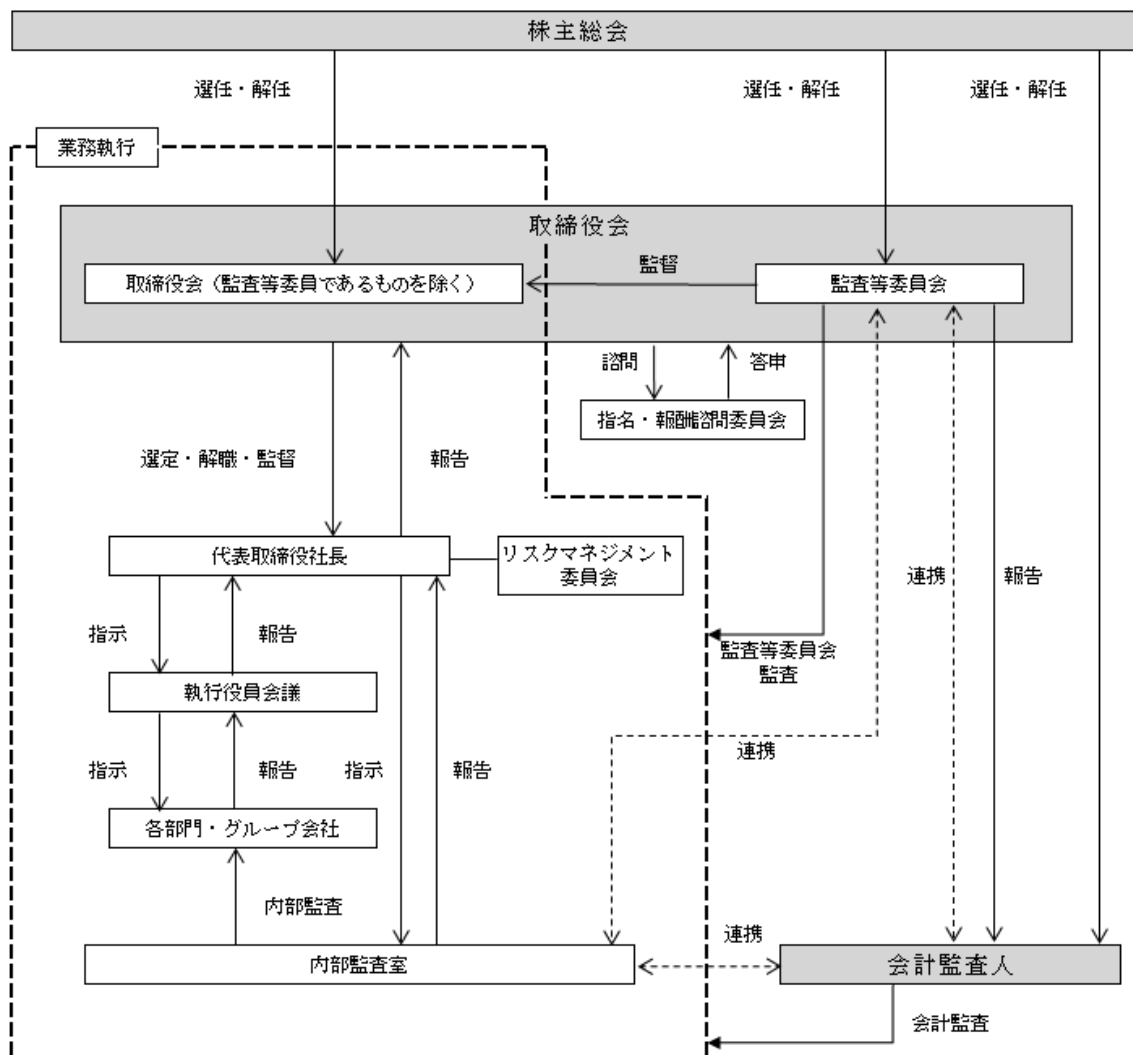 株主総会
選任・解任
選任・解任
選任・解任
業務執行
取締役会
取締役会（監査等委員であるものを除く）
監督
監査等委員会
諮問
答申
指名・報酬諮問委員会
選定・解職・監督
報告
代表取締役社長
リスクマネジメント
委員会
連携
報告
指示
報告
監査等委員会
監査
執行役員会議
連携
指示
報告
指示
報告
各部門・グループ会社
内部監査
連携
内部監査室
会計監査人
会計監査